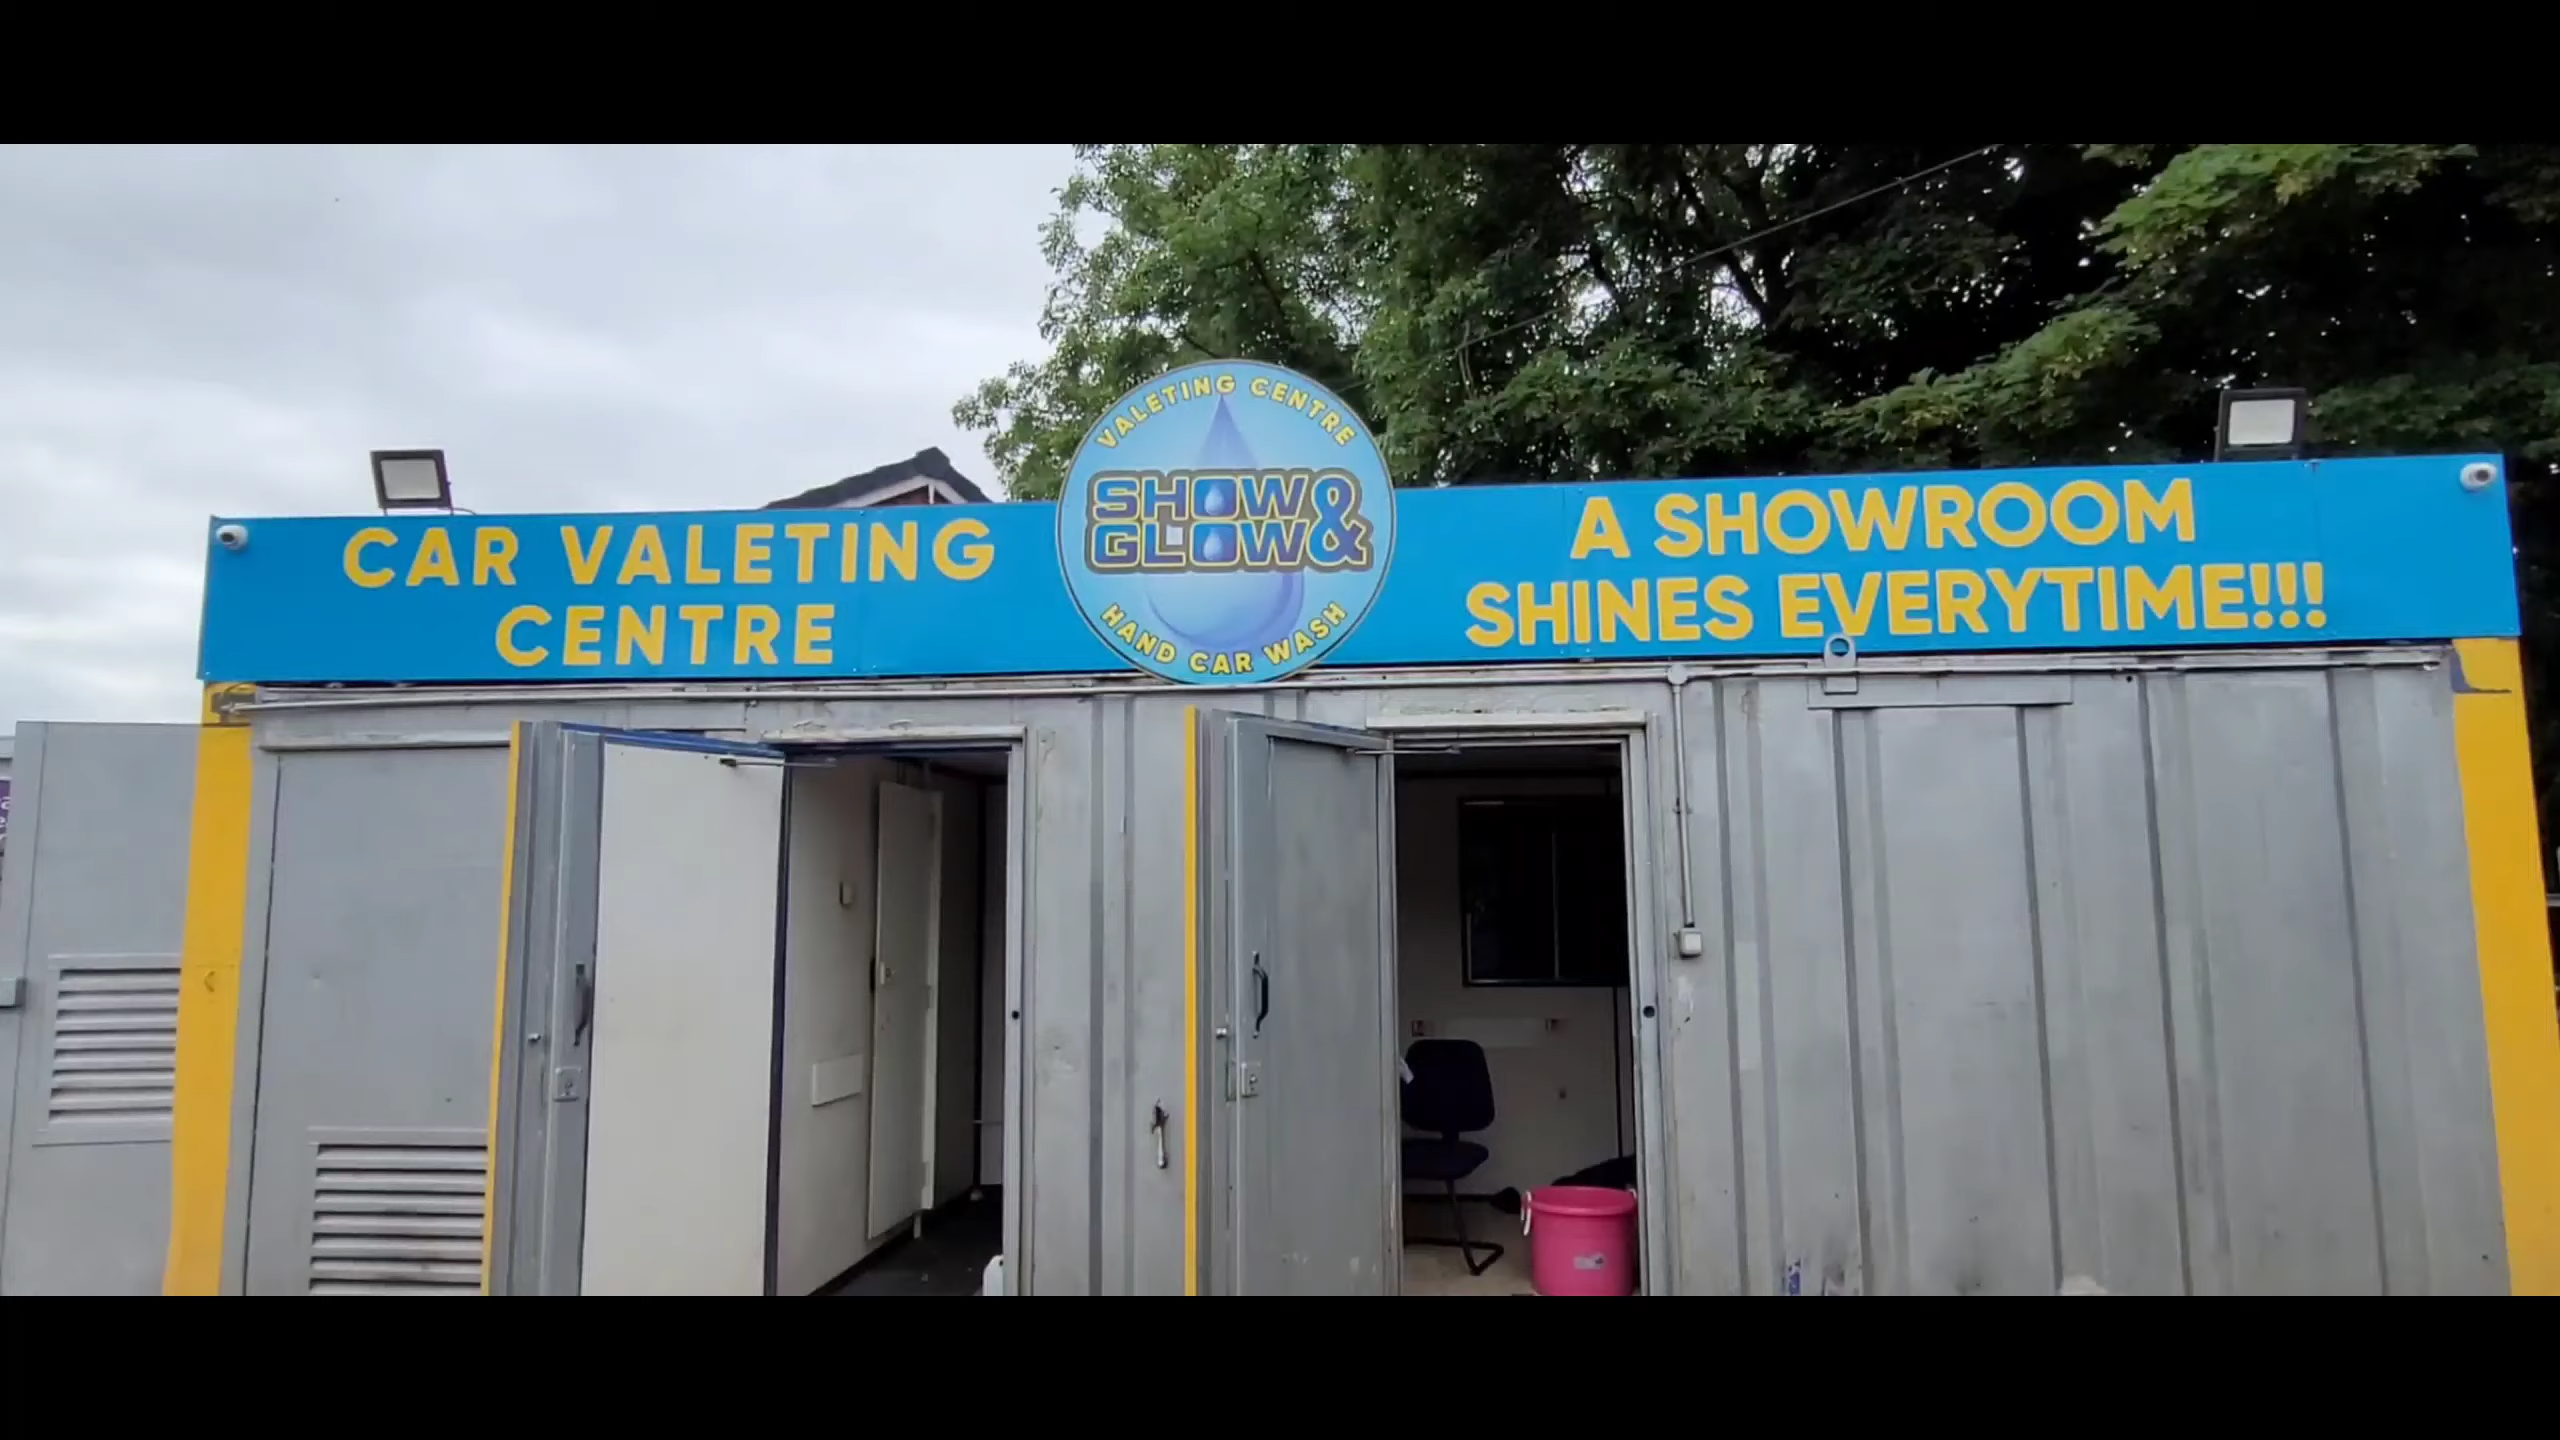 CAR VALETING
CENTRE
VALETING CENTRE
SHOW &
GLOW
HAND CAR WASH
A SHOWROOM
SHINES EVERYTIME!!!